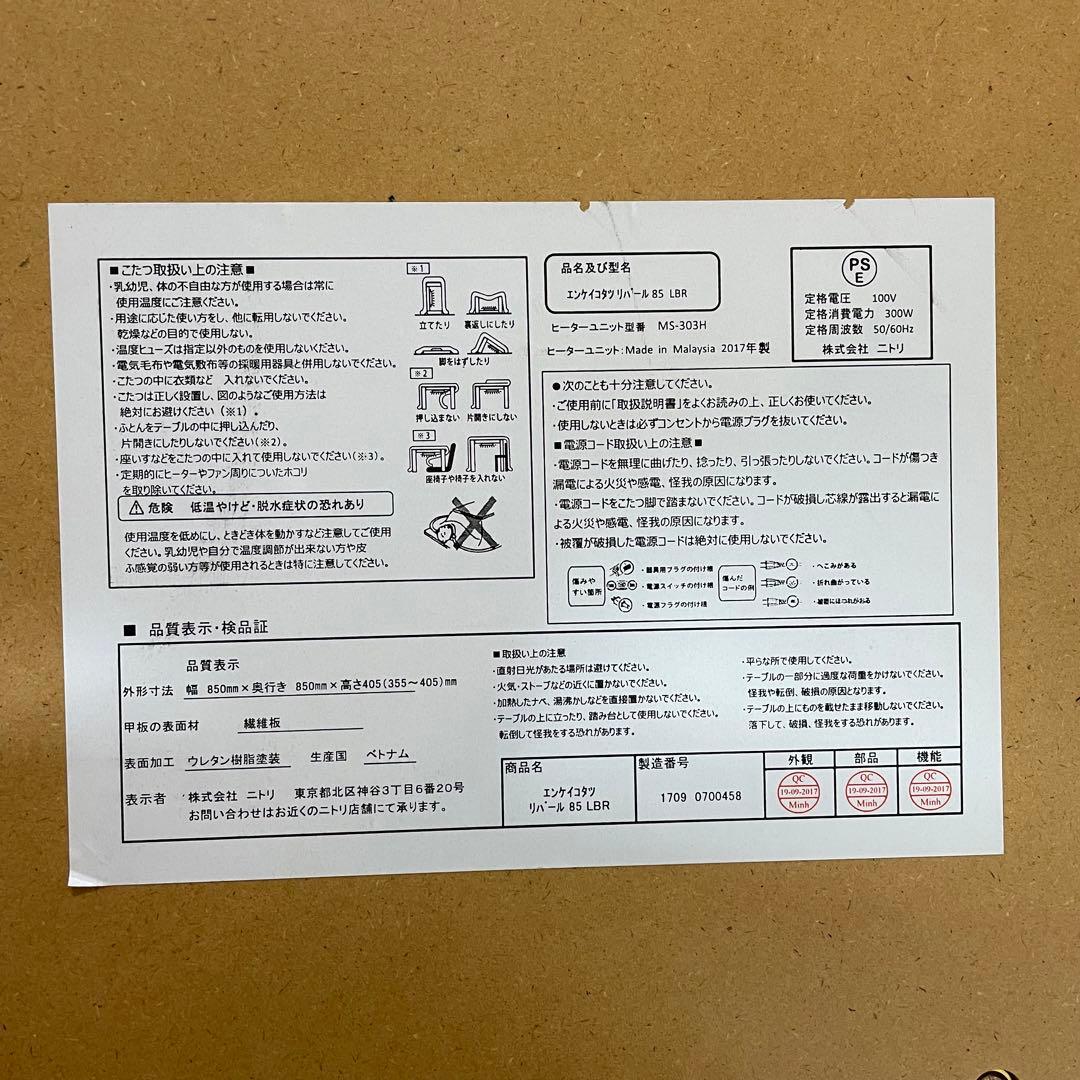 ■こたつ取扱い上の注意■
・乳幼児、体の不自由な方が使用する場合は常に
使用温度にご注意ください。
・用途に応じた使い方をし、他に転用しないでください。
乾燥などの目的で使用しない。
・温度ヒューズは指定以外のものを使用しないください。
・電気毛布や電気敷布等の採暖用器具と併用しないでください。
・こたつの中に衣類など 入れないでください。
・こたつは正しく設置し、図のようなご使用方法は
絶対にお避けください(※1)。
・ふとんをテーブルの中に押し込んだり、
片開きにしたりしないでください(※2)。
・座いすなどをこたつの中に入れて使用しないでください(※3)。
・定期的にヒーターやファン周りについたホコリ
を取り除いてください。
⚠危険 低温やけど・脱水症状の恐れあり
使用温度を低めにし、ときどき体を動かすなど注意してご使用
ください。乳幼児や自分で温度調節が出来ない方や皮
ふ感覚の弱い方等が使用されるときは特に注意してください。
※1
立てたり 裏返しにしたり
脚をはずしたり
※2
押し込まない 片開きにしない
※3
座椅子や椅子を入れない
品名及び型名
エンケイコタツ リバール 85 LBR
ヒーターユニット型番 MS-303H
ヒーターユニット:Made in Malaysia 2017年製
PS
E
定格電圧 100V
定格消費電力 300W
定格周波数 50/60Hz
株式会社 ニトリ
●次のことも十分注意してください。
・ご使用前に「取扱説明書」をよくお読みの上、正しくお使いください。
・使用しないときは必ずコンセントから電源プラグを抜いてください。
■電源コード取扱い上の注意■
・電源コードを無理に曲げたり、捻ったり、引っ張ったりしないでください。コードが傷つき
漏電による火災や感電、怪我の原因になります。
・電源コードをこたつ脚で踏まないでください。コードが破損し芯線が露出すると漏電に
よる火災や感電、怪我の原因になります。
・被覆が破損した電源コードは絶対に使用しないでください。
傷みや
すい箇所
・器具用プラグの付け根
・電源スイッチの付け根
・電源プラグの付け根
傷んだ
コードの例
・へこみがある
・折れ曲がっている
・被覆にほつれがある
■ 品質表示・検品証
品質表示
外形寸法 幅 850mm×奥行き 850mm×高さ405(355～405)mm
甲板の表面材 繊維板
表面加工 ウレタン樹脂塗装 生産国 ベトナム
表示者 株式会社 ニトリ 東京都北区神谷3丁目6番20号
お問い合わせはお近くのニトリ店舗にて承ります。
■取扱い上の注意
・直射日光があたる場所は避けてください。
・火気・ストーブなどの近くに置かないでください。
・加熱したナベ、湯沸かしなどを直接置かないでください。
・テーブルの上に立ったり、踏み台として使用しないでください。
転倒して怪我をする恐れがあります。
・平らな所で使用してください。
・テーブルの一部分に過度な荷重をかけないでください。
怪我や転倒、破損の原因となります。
・テーブルの上にものを載せたまま移動しないでください。
落下して、破損、怪我をする恐れがあります。
商品名
エンケイコタツ
リバール 85 LBR
製造番号
1709 0700458
外観 部品 機能
QC
19-09-2017
Minh
QC
19-09-2017
Minh
QC
19-09-2017
Minh